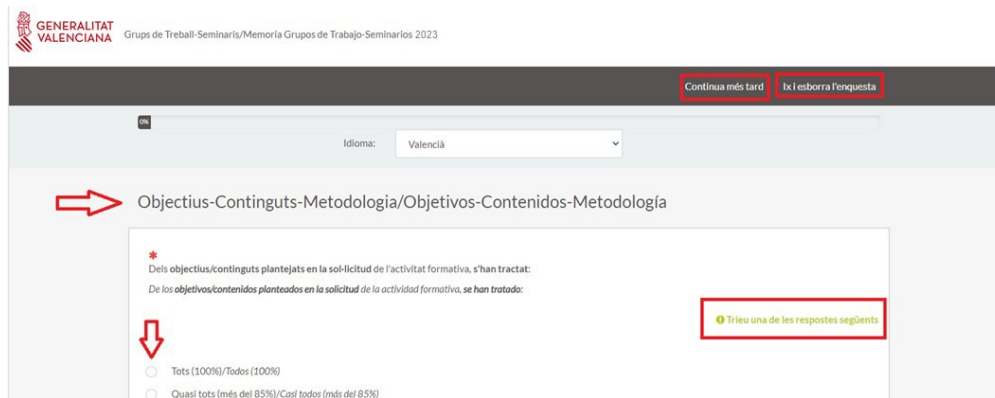 GENERALITAT
VALENCIANA
Grups de Treball-Seminaris/Memoria Grupos de Trabajo-Seminarios 2023
Continua més tard
Ix i esborra l'enquesta
0%
Idioma: Valencià
Objectius-Continguts-Metodologia/Objetivos-Contenidos-Metodología
*
Dels objectius/continguts plantejats en la sol·licitud de l'activitat formativa, s'han tractat:
De los objetivos/contenidos planteados en la solicitud de la actividad formativa, se han tratado:
Trieu una de les respostes següents
Tots (100%)/Todos (100%)
Quasi tots (més del 85%)/Casi todos (más del 85%)